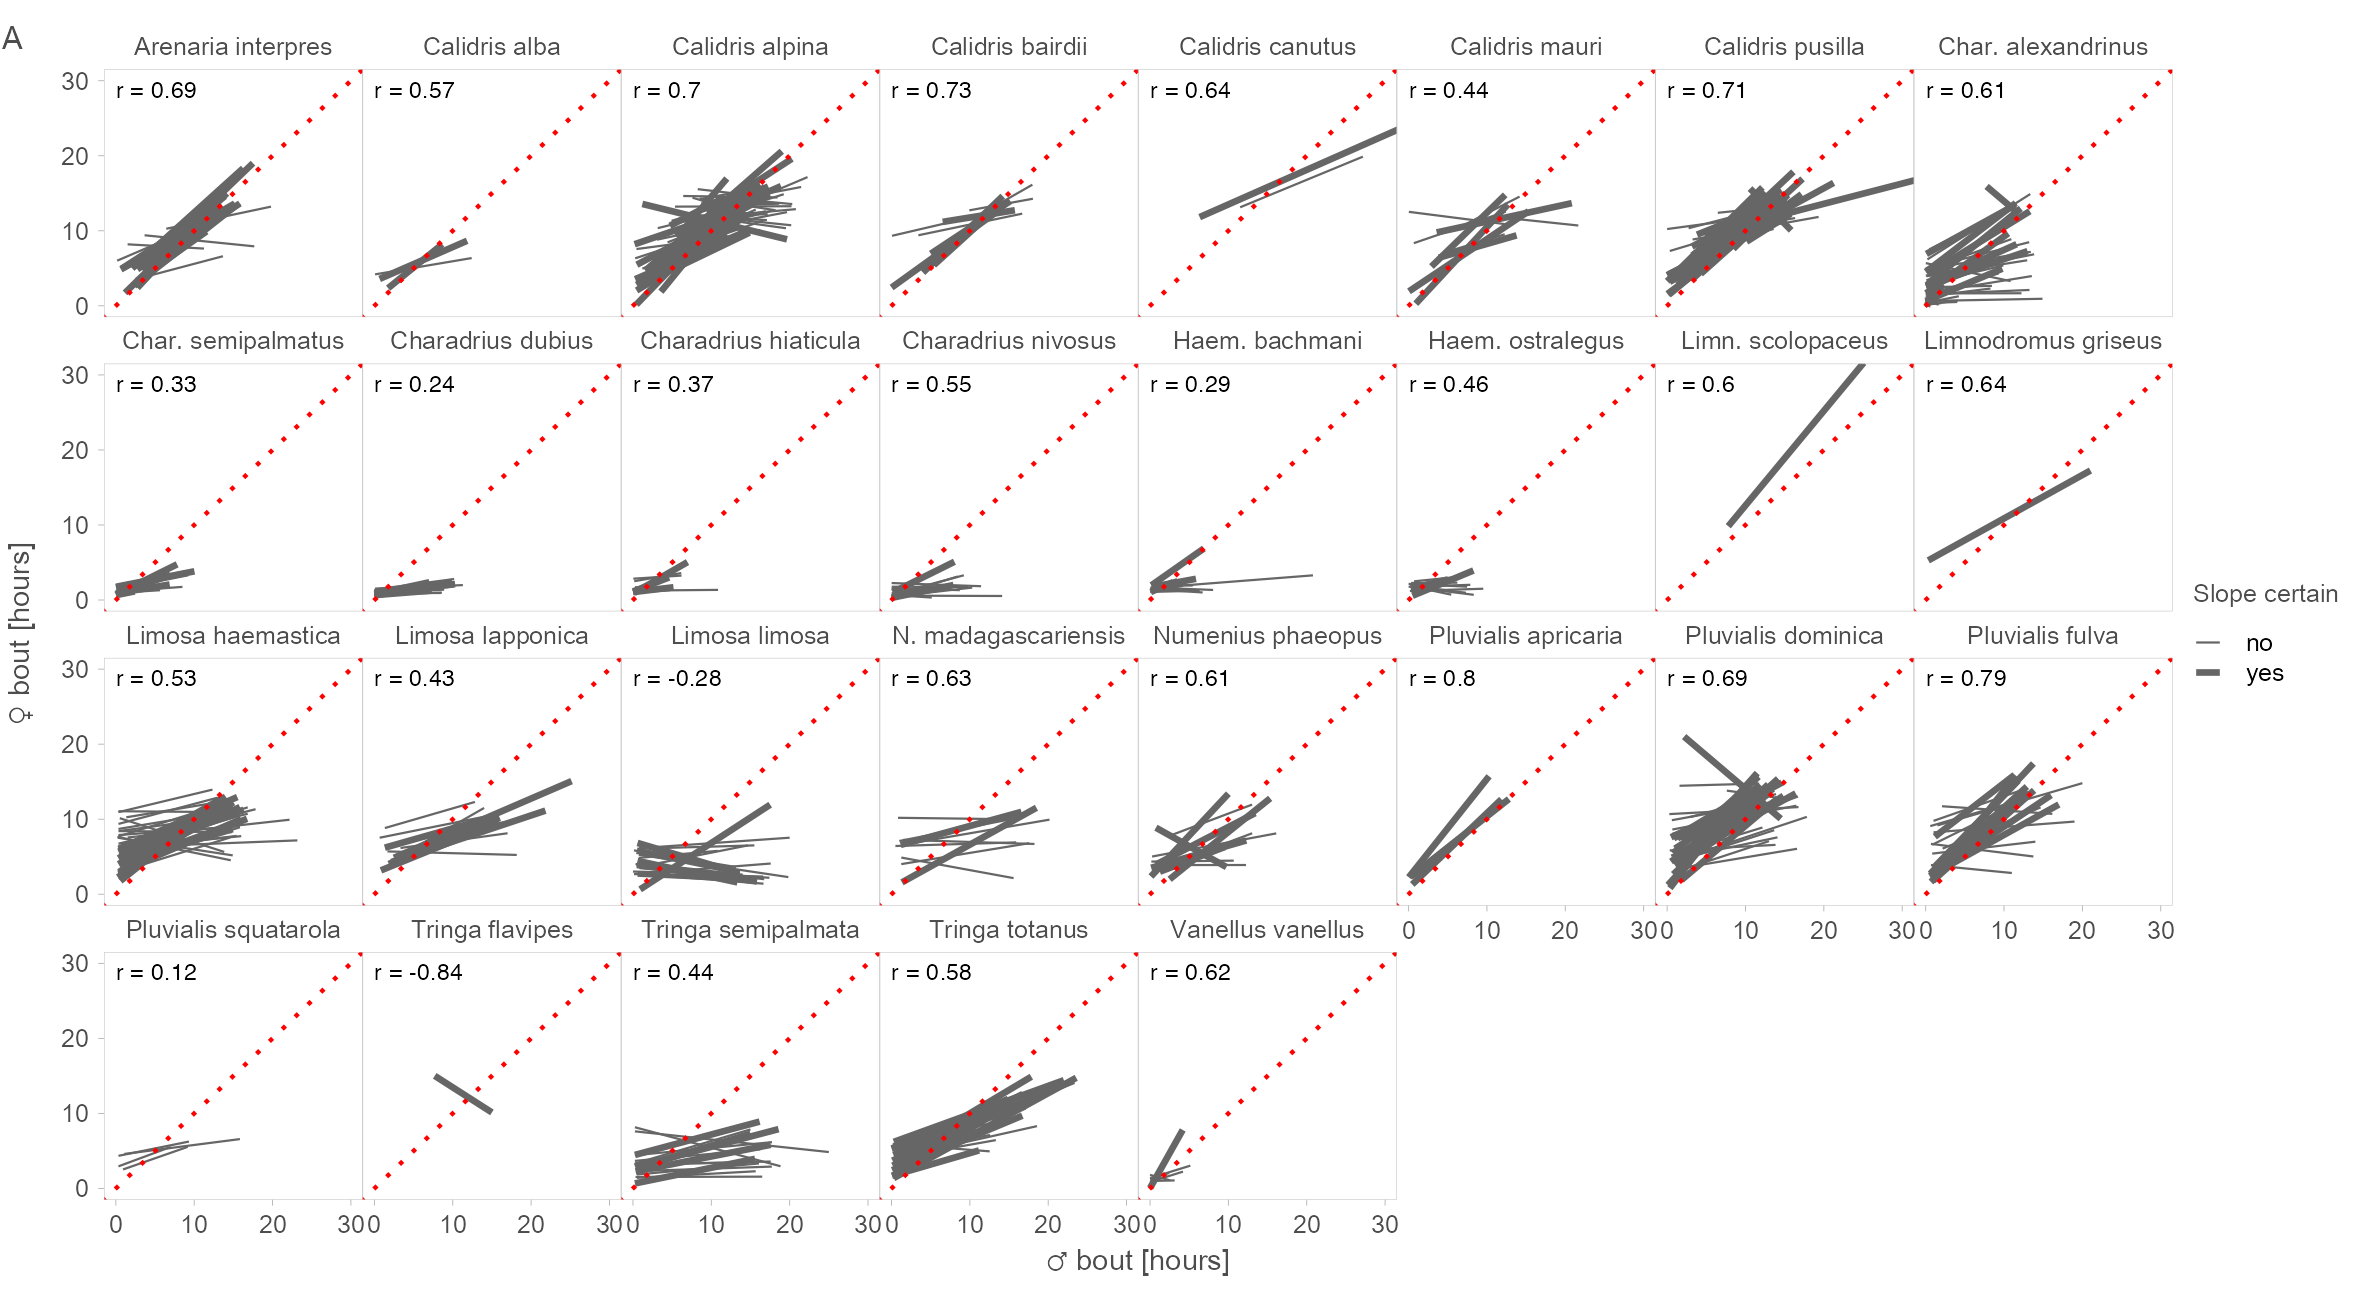 A
Arenaria interpres Calidris alba Calidris alpina Calidris bairdii Calidris canutus Calidris mauri Calidris pusilla Char. alexandrinus
30 r = 0.69 r = 0.57 r = 0.7 r = 0.73 r = 0.64 r = 0.44 r = 0.71 r = 0.61
20
10
0
Char. semipalmatus Charadrius dubius Charadrius hiaticula Charadrius nivosus Haem. bachmani Haem. ostralegus Limn. scolopaceus Limnodromus griseus
30 r = 0.33 r = 0.24 r = 0.37 r = 0.55 r = 0.29 r = 0.46 r = 0.6 r = 0.64
20
10
0
Limosa haemastica Limosa lapponica Limosa limosa N. madagascariensis Numenius phaeopus Pluvialis apricaria Pluvialis dominica Pluvialis fulva
30 r = 0.53 r = 0.43 r = -0.28 r = 0.63 r = 0.61 r = 0.8 r = 0.69 r = 0.79
20
10
0
0 10 20 30 0 10 20 30 0 10 20 30
Pluvialis squatarola Tringa flavipes Tringa semipalmata Tringa totanus Vanellus vanellus
30 r = 0.12 r = -0.84 r = 0.44 r = 0.58 r = 0.62
20
10
0
0 10 20 30 0 10 20 30 0 10 20 30 0 10 20 30 0 10 20 30
♂ bout [hours]
♀ bout [hours]
Slope certain
no
yes